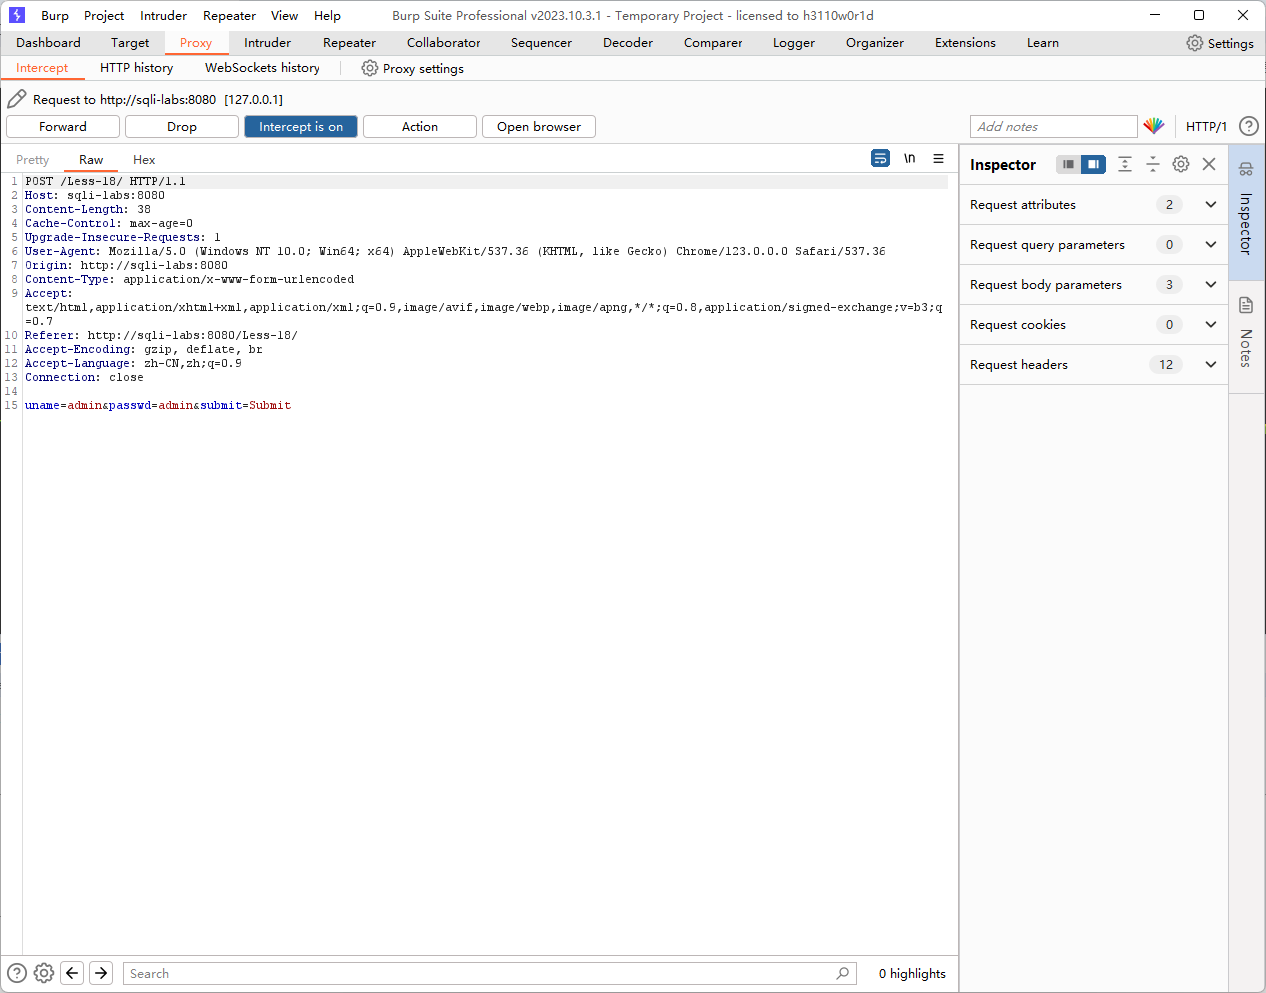 Burp Project Intruder Repeater View Help Burp Suite Professional v2023.10.3.1 - Temporary Project - licensed to h3110w0r1d
Dashboard Target Proxy Intruder Repeater Collaborator Sequencer Decoder Comparer Logger Organizer Extensions Learn Settings
Intercept HTTP history WebSockets history Proxy settings
Request to http://sqli-labs:8080 [127.0.0.1]
Forward Drop Intercept is on Action Open browser Add notes HTTP/1 ?
Pretty Raw Hex \n
1 POST /Less-18/ HTTP/1.1
2 Host: sqli-labs:8080
3 Content-Length: 38
4 Cache-Control: max-age=0
5 Upgrade-Insecure-Requests: 1
6 User-Agent: Mozilla/5.0 (Windows NT 10.0; Win64; x64) AppleWebKit/537.36 (KHTML, like Gecko) Chrome/123.0.0.0 Safari/537.36
7 Origin: http://sqli-labs:8080
8 Content-Type: application/x-www-form-urlencoded
9 Accept:
text/html,application/xhtml+xml,application/xml;q=0.9,image/avif,image/webp,image/apng,*/*;q=0.8,application/signed-exchange;v=b3;q
=0.7
10 Referer: http://sqli-labs:8080/Less-18/
11 Accept-Encoding: gzip, deflate, br
12 Accept-Language: zh-CN,zh;q=0.9
13 Connection: close
14
15 uname=admin&passwd=admin&submit=Submit
Inspector
Request attributes 2
Request query parameters 0
Request body parameters 3
Request cookies 0
Request headers 12
Inspector
Notes
? Search 0 highlights